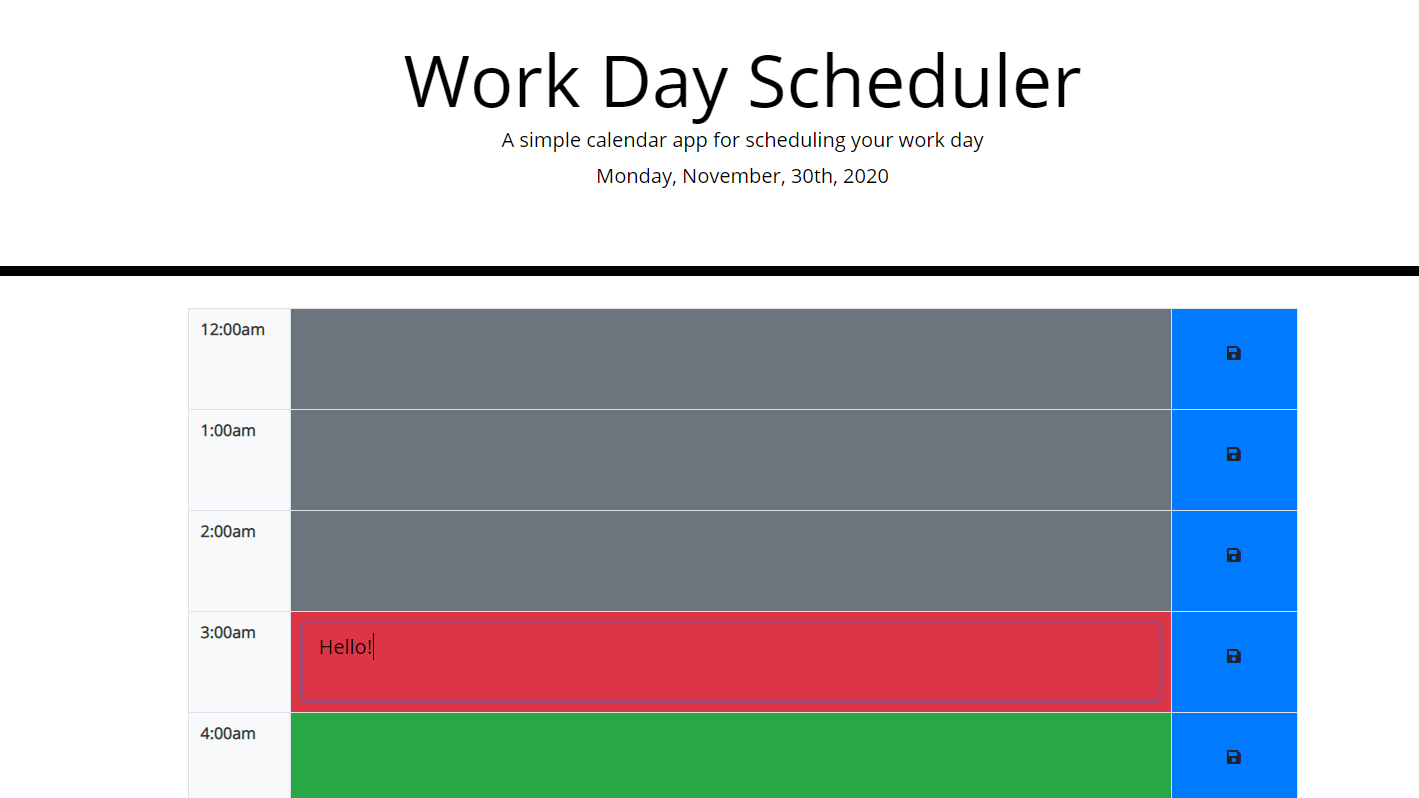 Work Day Scheduler
A simple calendar app for scheduling your work day
Monday, November, 30th, 2020
12:00am
1:00am
2:00am
3:00am
Hello!
4:00am